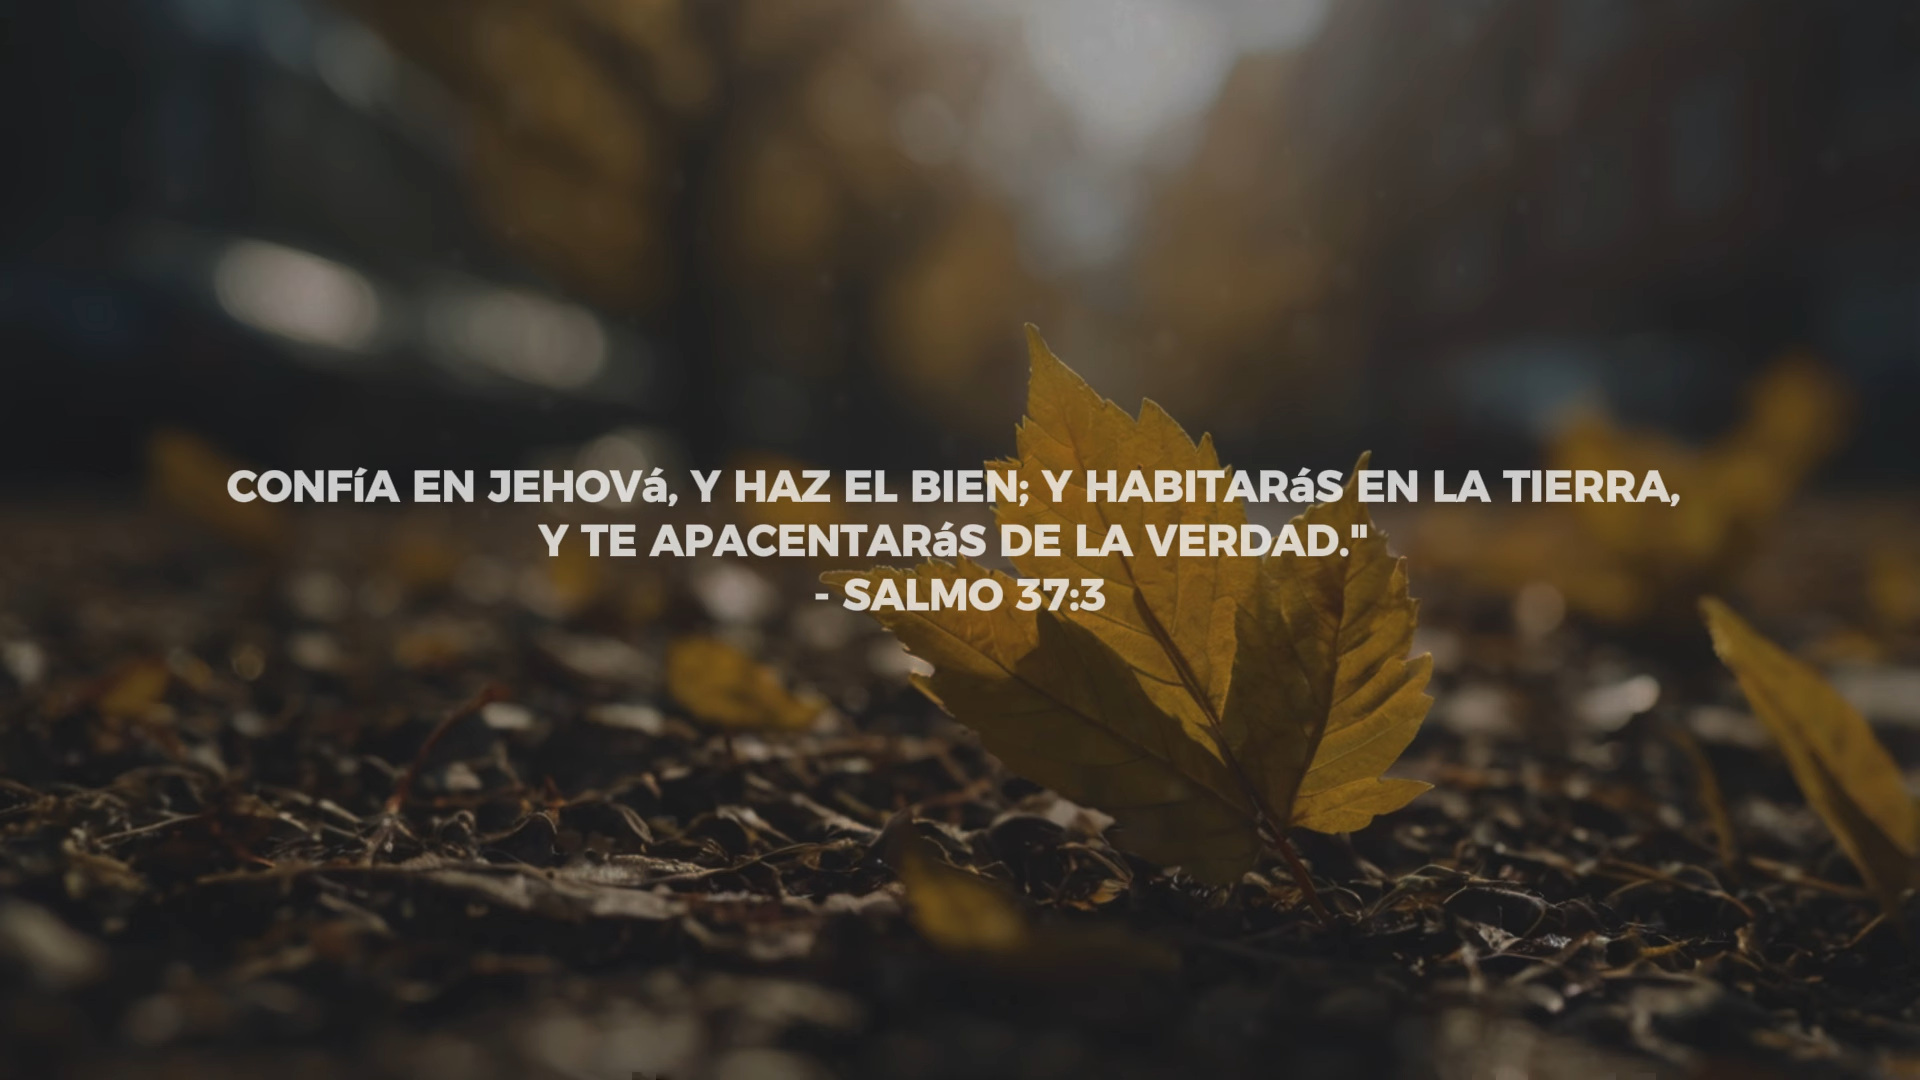 CONFíA EN JEHOVá, Y HAZ EL BIEN; Y HABITARáS EN LA TIERRA,
Y TE APACENTARáS DE LA VERDAD."
- SALMO 37:3